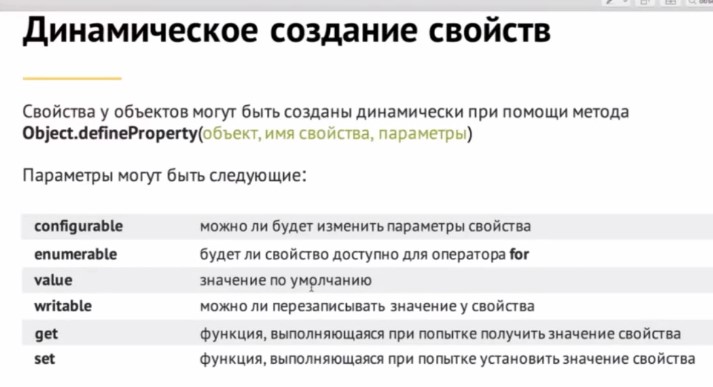 Динамическое создание свойств
Свойства у объектов могут быть созданы динамически при помощи метода
Object.defineProperty(объект, имя свойства, параметры)
Параметры могут быть следующие:
configurable можно ли будет изменить параметры свойства
enumerable будет ли свойство доступно для оператора for
value значение по умолчанию
writable можно ли перезаписывать значение у свойства
get функция, выполняющаяся при попытке получить значение свойства
set функция, выполняющаяся при попытке установить значение свойства